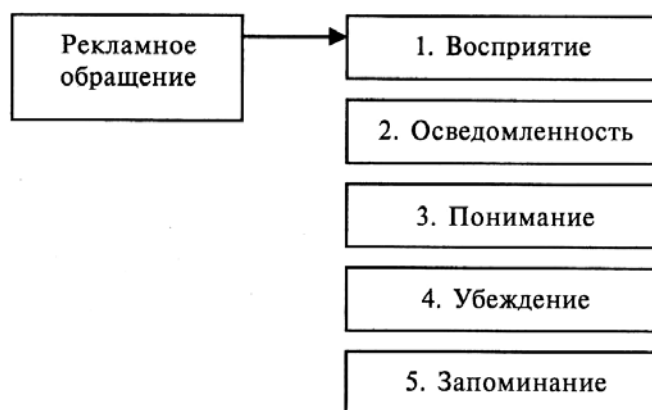 Рекламное
обращение
1. Восприятие
2. Осведомленность
3. Понимание
4. Убеждение
5. Запоминание